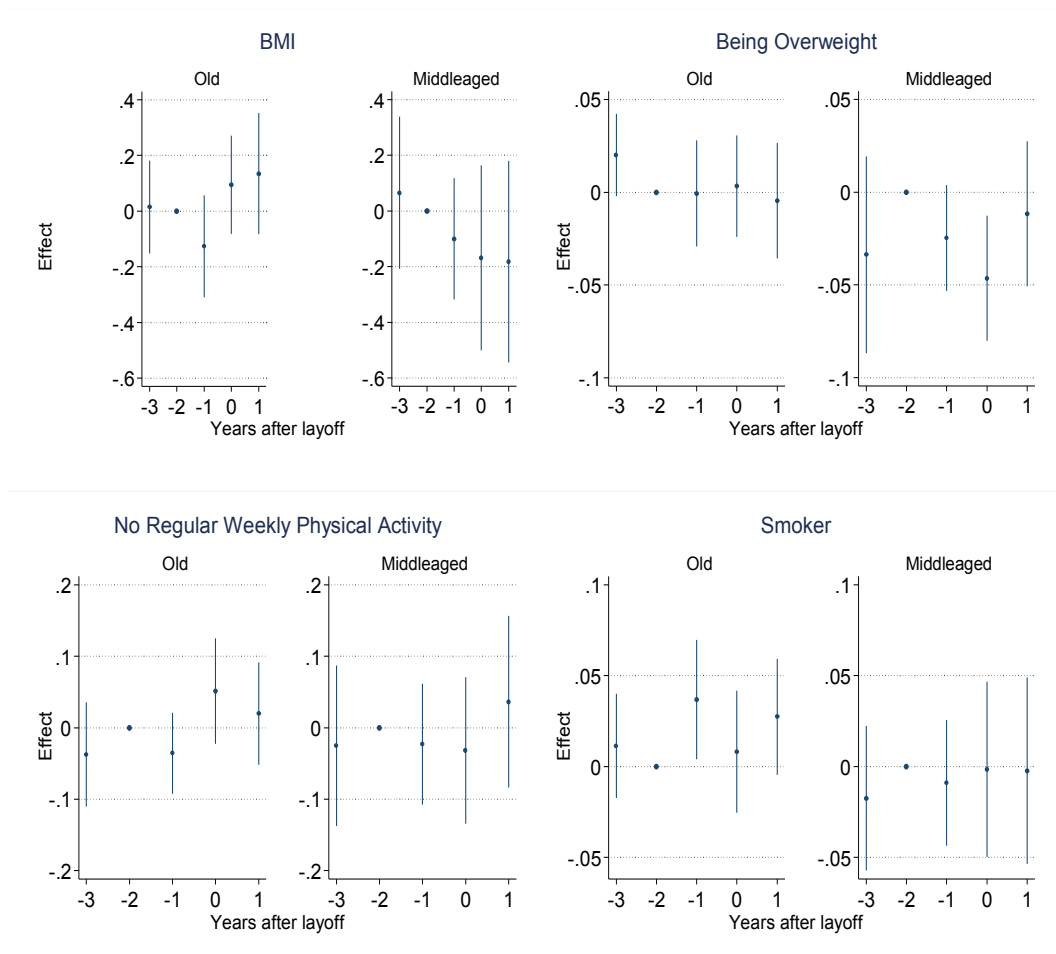 BMI
Old
Middleaged
.4
.2
0
-.2
-.4
-.6
Effect
-3 -2 -1 0 1
.4
.2
0
-.2
-.4
-.6
-3 -2 -1 0 1
Years after layoff
Being Overweight
Old
Middleaged
.05
0
-.05
-.1
Effect
-3 -2 -1 0 1
.05
0
-.05
-.1
-3 -2 -1 0 1
Years after layoff
No Regular Weekly Physical Activity
Old
Middleaged
.2
.1
0
-.1
-.2
Effect
-3 -2 -1 0 1
.2
.1
0
-.1
-.2
-3 -2 -1 0 1
Years after layoff
Smoker
Old
Middleaged
.1
.05
0
-.05
Effect
-3 -2 -1 0 1
.1
.05
0
-.05
-3 -2 -1 0 1
Years after layoff